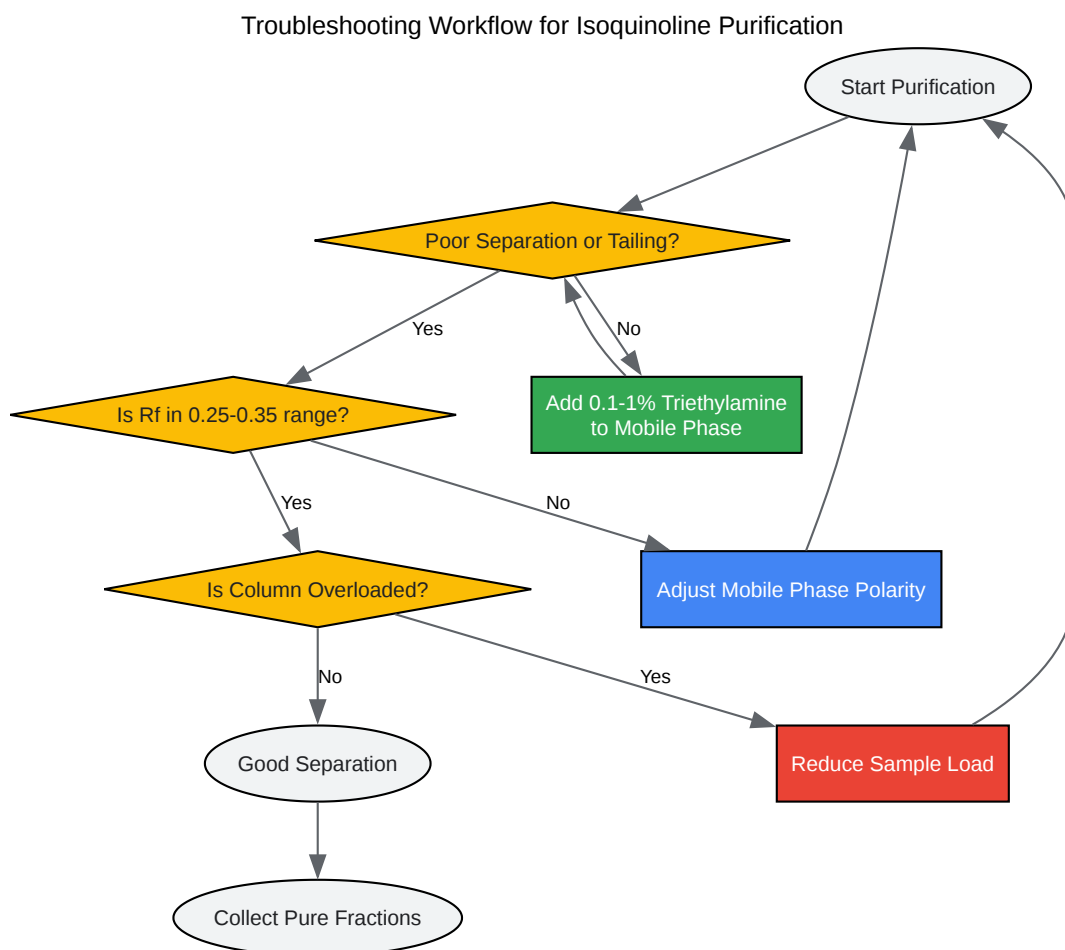 Troubleshooting Workflow for Isoquinoline Purification
Start Purification
Poor Separation or Tailing?
Yes
No
Is Rf in 0.25-0.35 range?
Add 0.1-1% Triethylamine
to Mobile Phase
Yes
No
Is Column Overloaded?
Adjust Mobile Phase Polarity
No
Yes
Good Separation
Reduce Sample Load
Collect Pure Fractions